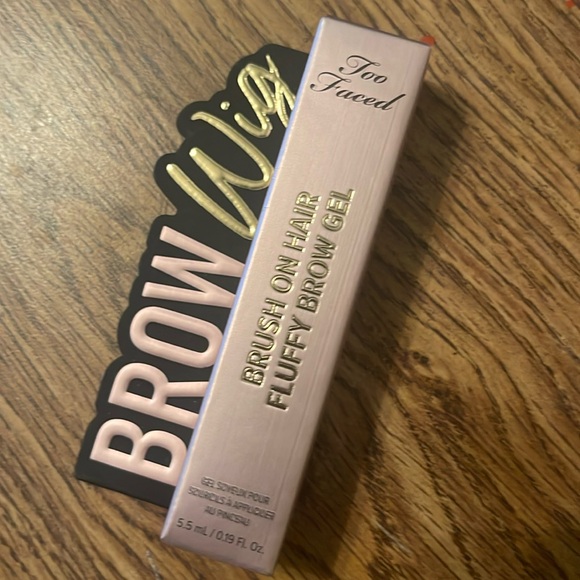 BROW Wig
Too
Faced
BRUSH ON HAIR
FLUFFY BROW GEL
GEL SOYEUX POUR
SOURCILS À APPLIQUER
AU PINCEAU
5.5 mL / 0.19 Fl. Oz.